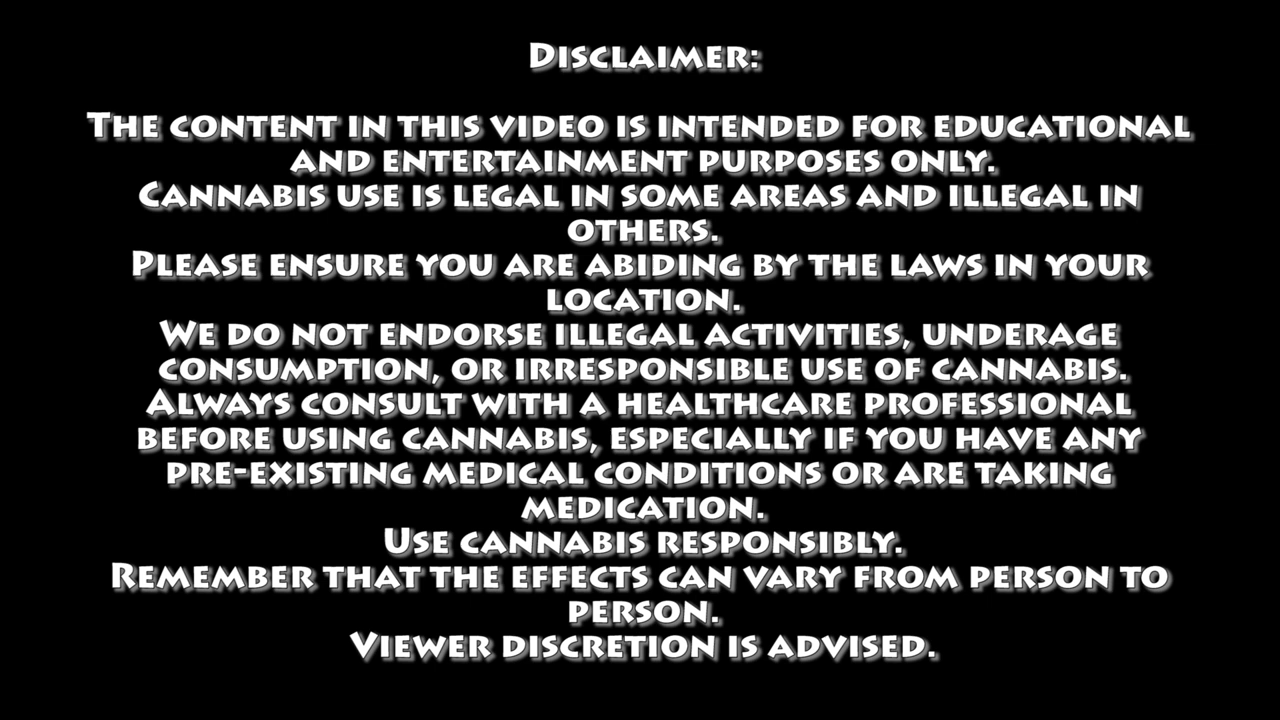 Disclaimer:
The content in this video is intended for educational
and entertainment purposes only.
Cannabis use is legal in some areas and illegal in
others.
Please ensure you are abiding by the laws in your
location.
We do not endorse illegal activities, underage
consumption, or irresponsible use of cannabis.
Always consult with a healthcare professional
before using cannabis, especially if you have any
pre-existing medical conditions or are taking
medication.
Use cannabis responsibly.
Remember that the effects can vary from person to
person.
Viewer discretion is advised.